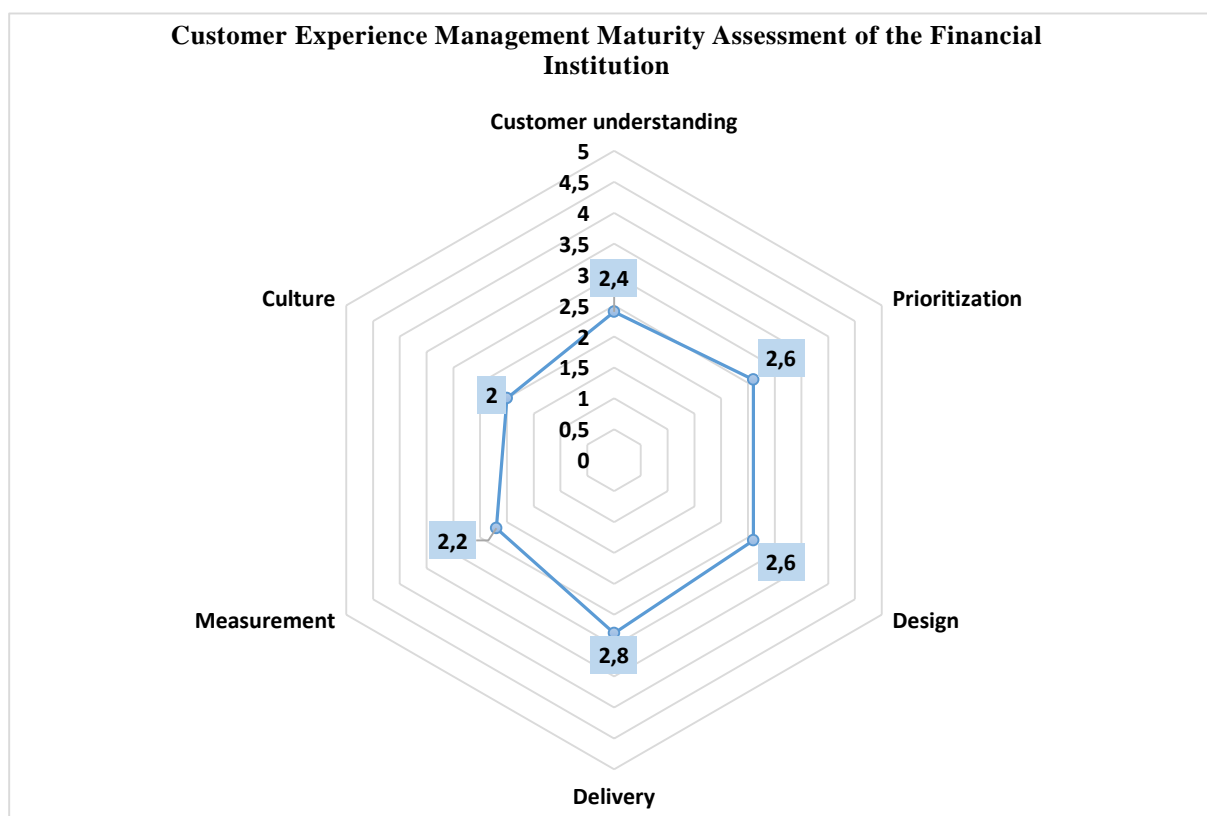 Customer Experience Management Maturity Assessment of the Financial
Institution
Customer understanding
5
4,5
4
3,5
3
2,5
2
1,5
1
0,5
0
2,4
Prioritization
2,6
Design
2,6
Delivery
2,8
Measurement
2,2
Culture
2